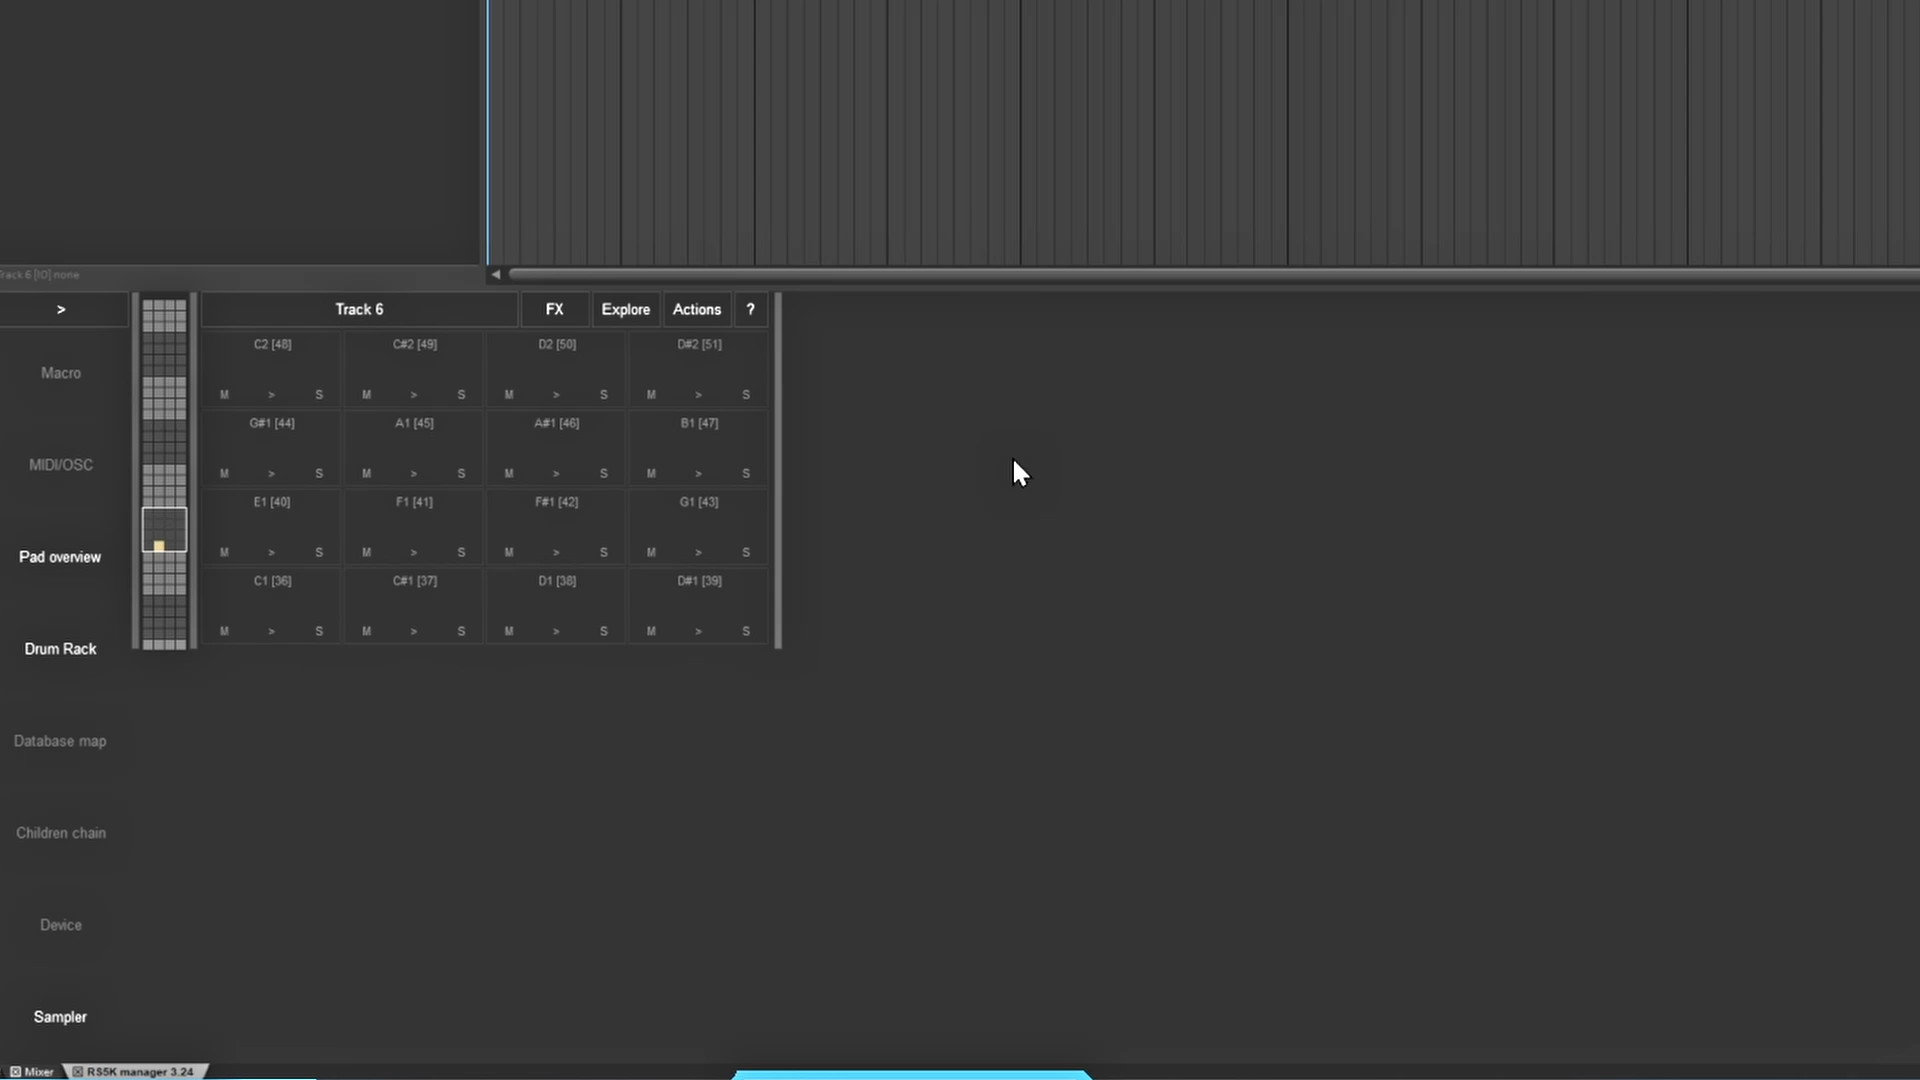 Track 6 [IO] none
>
Track 6 FX Explore Actions ?
Macro
MIDI/OSC
Pad overview
Drum Rack
Database map
Children chain
Device
Sampler
C2 [48] C#2 [49] D2 [50] D#2 [51]
M > S M > S M > S M > S
G#1 [44] A1 [45] A#1 [46] B1 [47]
M > S M > S M > S M > S
E1 [40] F1 [41] F#1 [42] G1 [43]
M > S M > S M > S M > S
C1 [36] C#1 [37] D1 [38] D#1 [39]
M > S M > S M > S M > S
Mixer RS5K manager 3.24